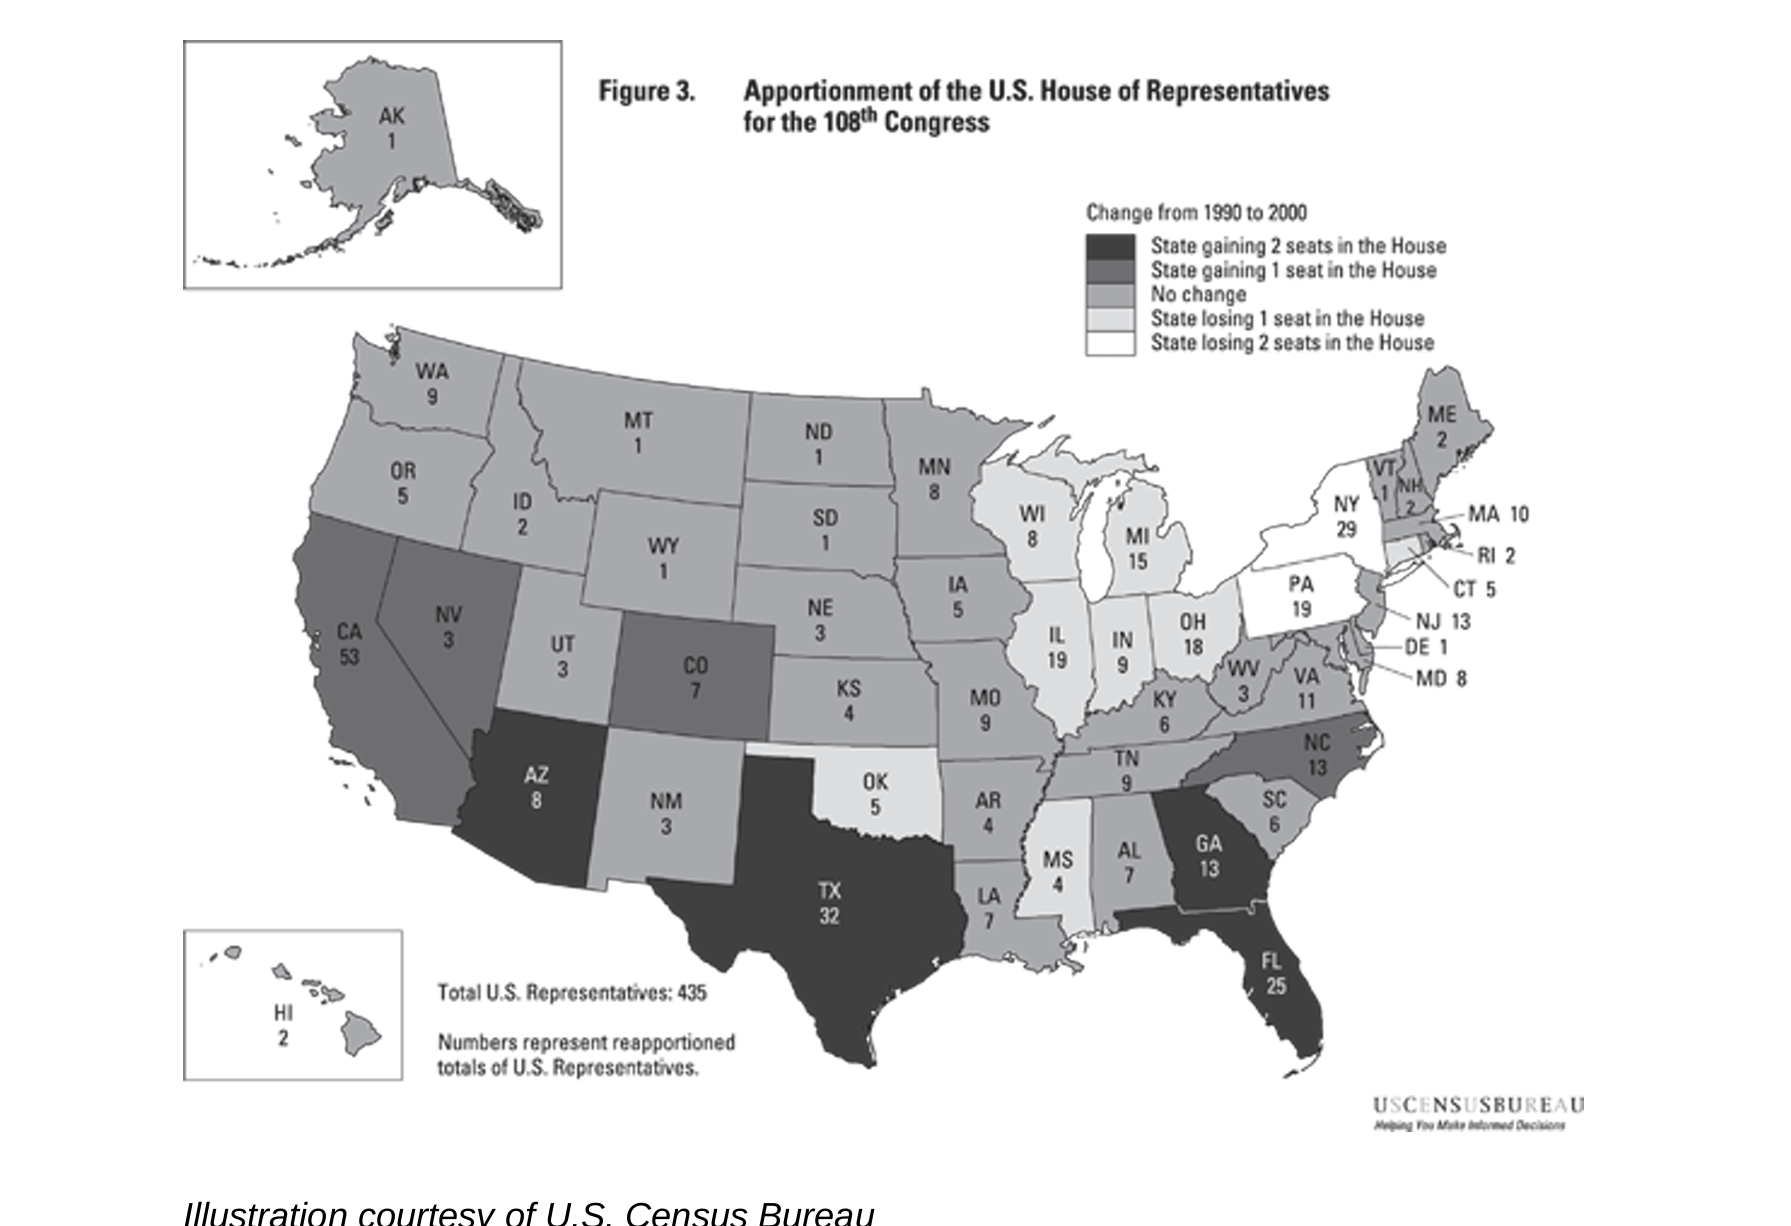 AK
1
Figure 3. Apportionment of the U.S. House of Representatives
for the 108th Congress
Change from 1990 to 2000
State gaining 2 seats in the House
State gaining 1 seat in the House
No change
State losing 1 seat in the House
State losing 2 seats in the House
WA
9
MT
1
ND
1
MN
8
ME
2
VT
1
NH
2
OR
5
ID
2
WY
1
SD
1
WI
8
MI
15
NY
29
MA 10
RI 2
CT 5
NJ 13
DE 1
MD 8
CA
53
NV
3
UT
3
CO
7
NE
3
KS
4
IA
5
MO
9
IL
19
IN
9
OH
18
PA
19
WV
3
VA
11
KY
6
NC
13
TN
9
SC
6
AZ
8
NM
3
OK
5
AR
4
TX
32
LA
7
MS
4
AL
7
GA
13
FL
25
HI
2
Total U.S. Representatives: 435
Numbers represent reapportioned
totals of U.S. Representatives.
USCENSUSBUREAU
Helping You Make Informed Decisions
Illustration courtesy of U.S. Census Bureau